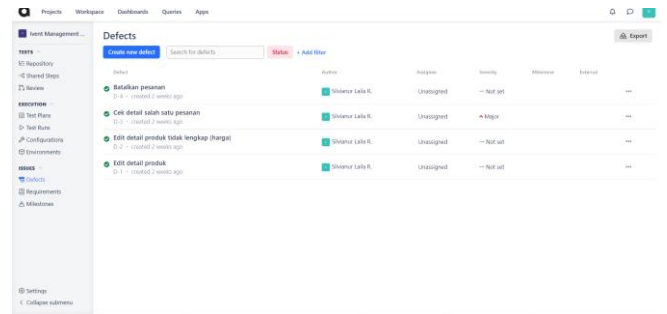 Projects Workspace Dashboards Queries Apps
Ivent Management ...
TESTS
Repository
Shared Steps
Review
EXECUTION
Test Plans
Test Runs
Configurations
Environments
ISSUES
Defects
Requirements
Milestones
Settings
Collapse submenu
Defects
Export
Create new defect Search for defects Status + Add filter
Defect Author Assignee Severity Milestone External
Batalkan pesanan
D-4 • created 2 weeks ago
Silvianur Laila R. Unassigned — Not set ...
Cek detail salah satu pesanan
D-3 • created 2 weeks ago
Silvianur Laila R. Unassigned Major ...
Edit detail produk tidak lengkap (harga)
D-2 • created 2 weeks ago
Silvianur Laila R. Unassigned — Not set ...
Edit detail produk
D-1 • created 2 weeks ago
Silvianur Laila R. Unassigned — Not set ...